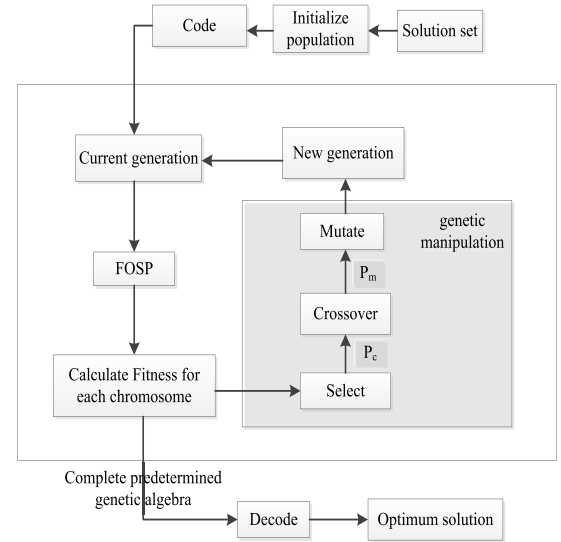 Code
Initialize
population
Solution set
Current generation
New generation
genetic
manipulation
Mutate
FOSP
Pm
Crossover
Pc
Calculate Fitness for
each chromosome
Select
Complete predetermined
genetic algebra
Decode
Optimum solution